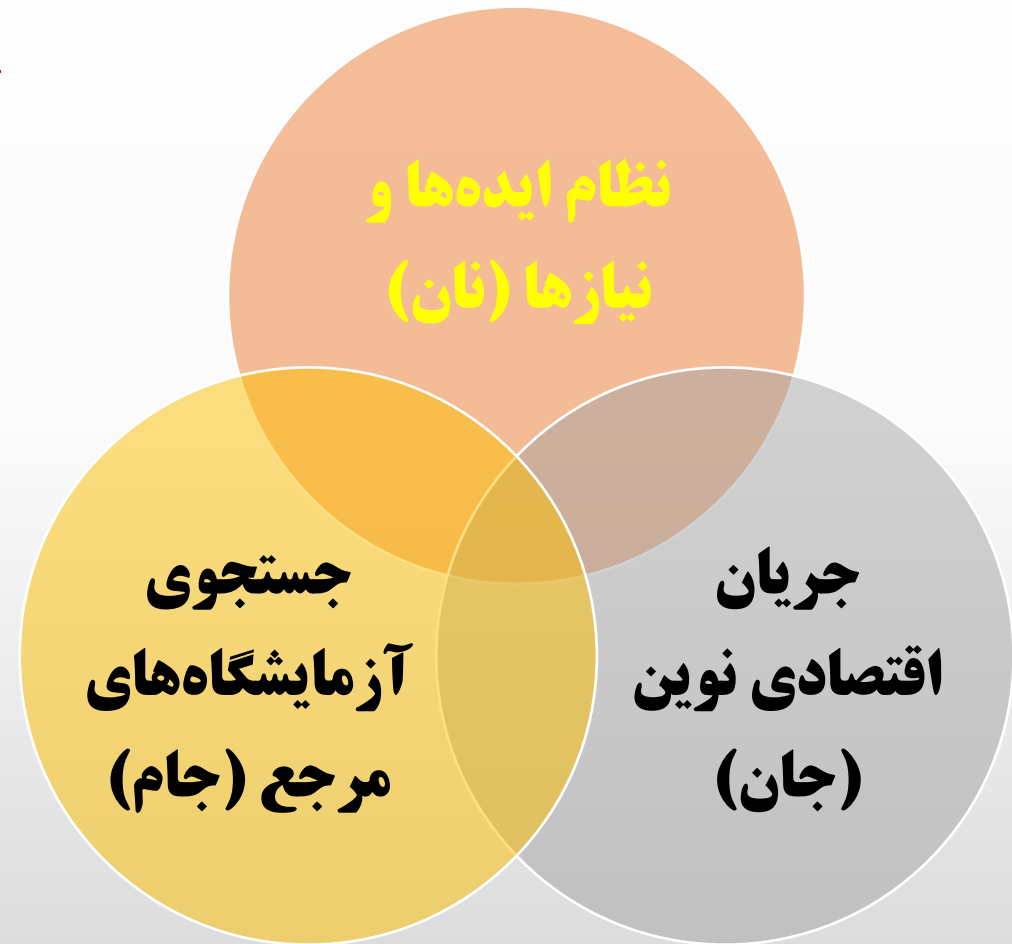 نظام ایده‌ها و
نیازها (نان)
جریان
اقتصادی نوین
(جان)
جستجوی
آزمایشگاه‌های
مرجع (جام)